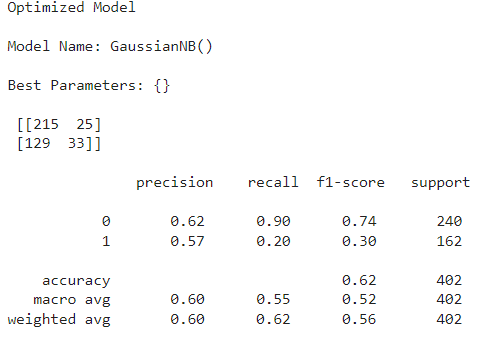 Optimized Model
Model Name: GaussianNB()
Best Parameters: {}
[[215  25]
[129  33]]
precision    recall  f1-score   support
0       0.62      0.90      0.74       240
1       0.57      0.20      0.30       162
accuracy                           0.62       402
macro avg       0.60      0.55      0.52       402
weighted avg       0.60      0.62      0.56       402